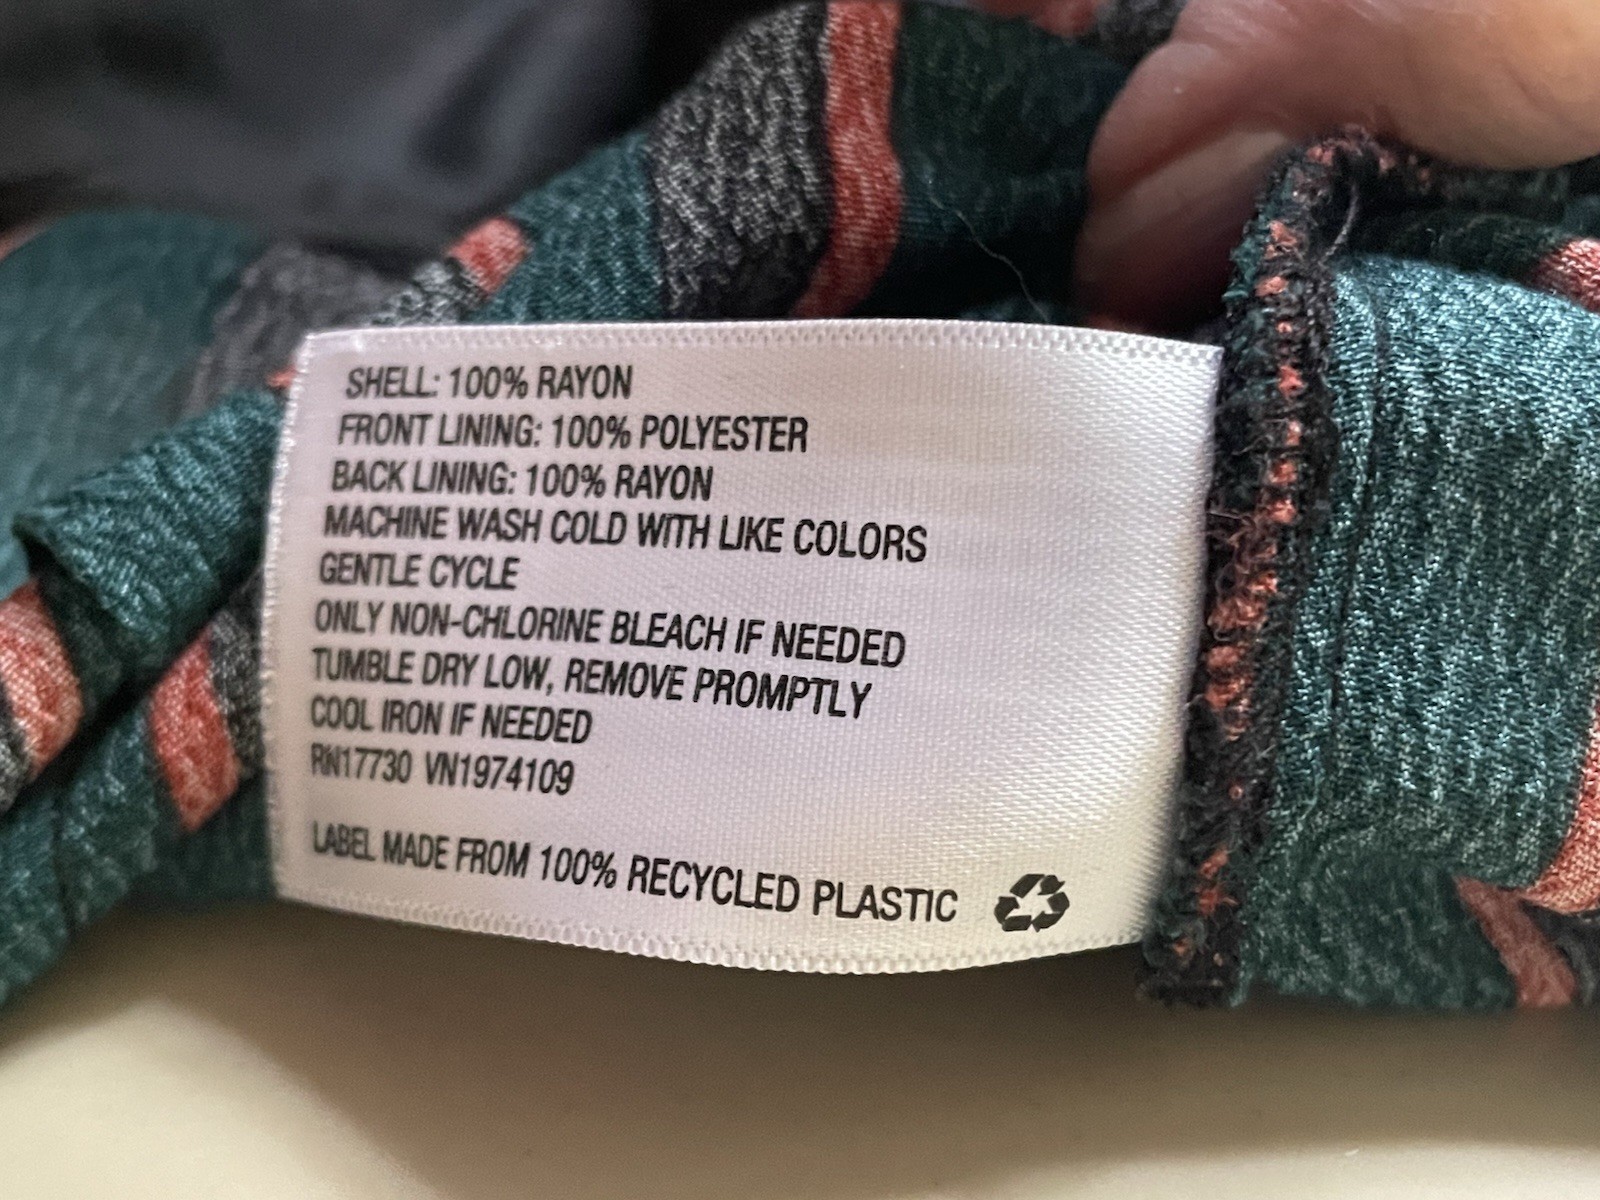 SHELL: 100% RAYON
FRONT LINING: 100% POLYESTER
BACK LINING: 100% RAYON
MACHINE WASH COLD WITH LIKE COLORS
GENTLE CYCLE
ONLY NON-CHLORINE BLEACH IF NEEDED
TUMBLE DRY LOW, REMOVE PROMPTLY
COOL IRON IF NEEDED
RN17730 VN1974109
LABEL MADE FROM 100% RECYCLED PLASTIC